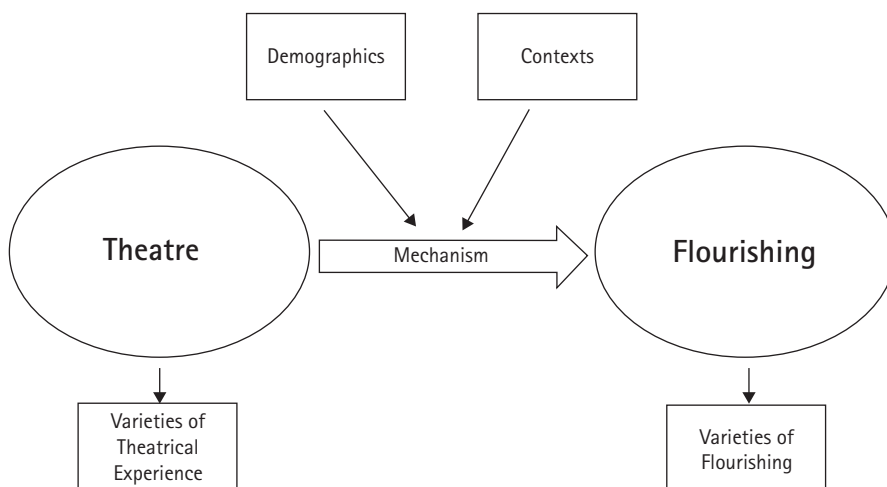 Demographics
Contexts
Theatre
Mechanism
Flourishing
Varieties of
Theatrical
Experience
Varieties of
Flourishing